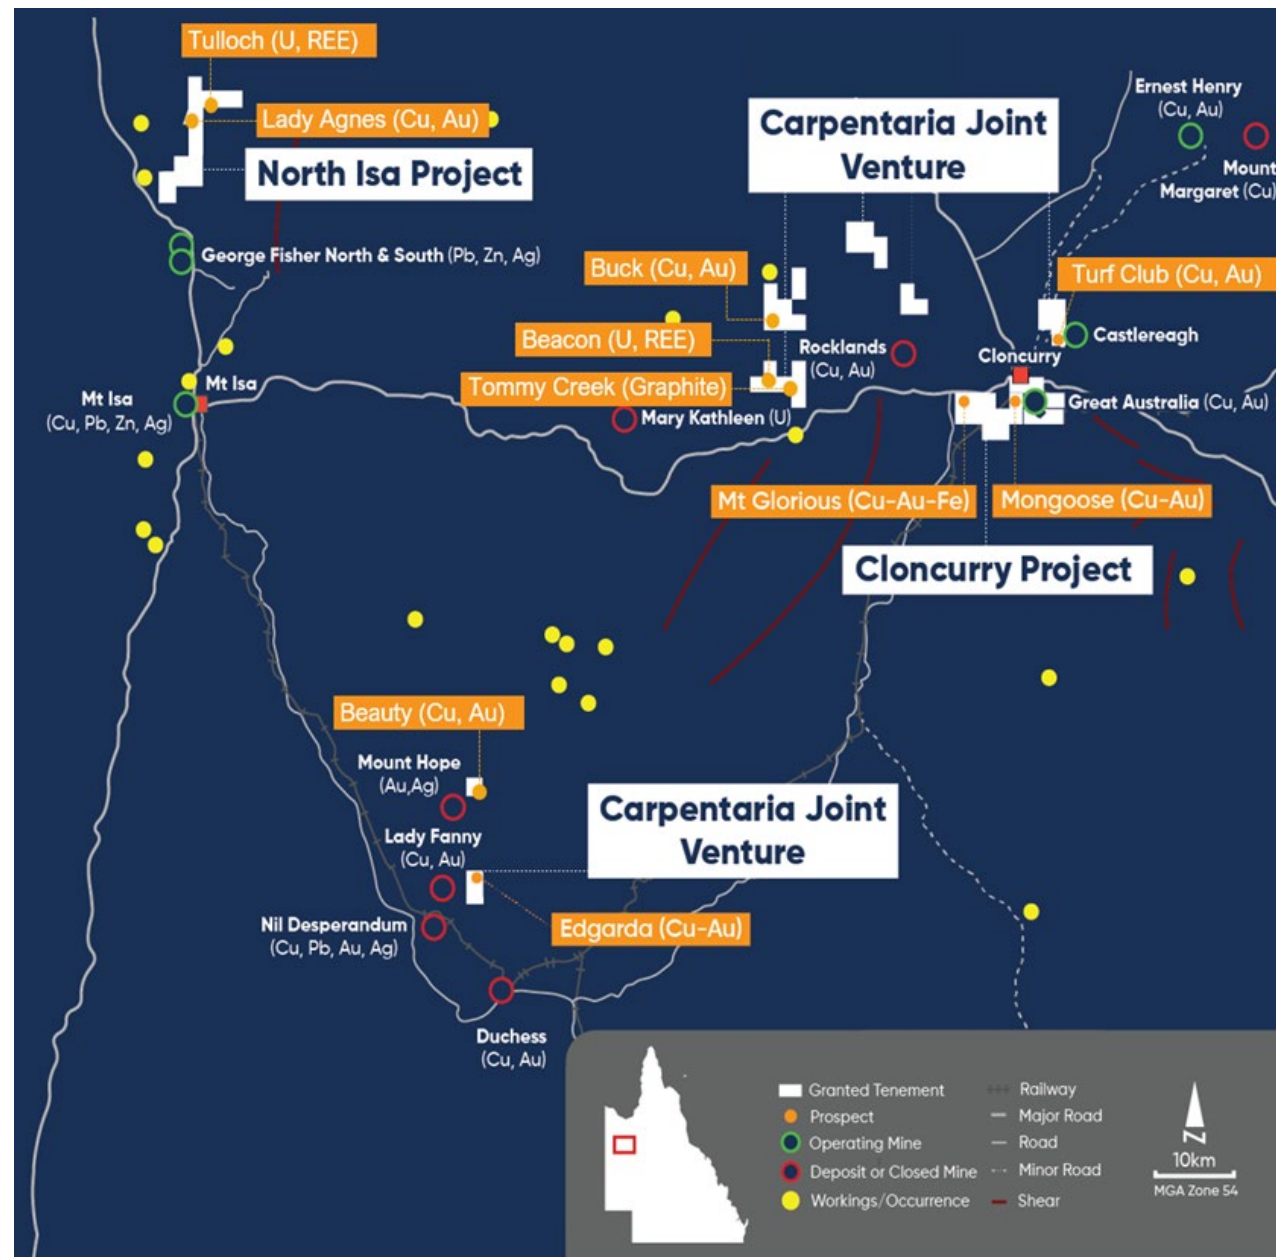 Tulloch (U, REE)
Lady Agnes (Cu, Au)
North Isa Project
George Fisher North & South (Pb, Zn, Ag)
Carpentaria Joint
Venture
Ernest Henry
(Cu, Au)
Mount
Margaret (Cu)
Buck (Cu, Au)
Turf Club (Cu, Au)
Beacon (U, REE)
Rocklands
(Cu, Au)
Castlereagh
Cloncurry
Tommy Creek (Graphite)
Mt Isa
Mt Isa
(Cu, Pb, Zn, Ag)
Mary Kathleen (U)
Great Australia (Cu, Au)
Mt Glorious (Cu-Au-Fe)
Mongoose (Cu-Au)
Cloncurry Project
Beauty (Cu, Au)
Mount Hope
(Au,Ag)
Carpentaria Joint
Venture
Lady Fanny
(Cu, Au)
Nil Desperandum
(Cu, Pb, Au, Ag)
Edgarda (Cu-Au)
Duchess
(Cu, Au)
Granted Tenement
Prospect
Operating Mine
Deposit or Closed Mine
Workings/Occurrence
Railway
Major Road
Road
Minor Road
Shear
N
10km
MGA Zone 54